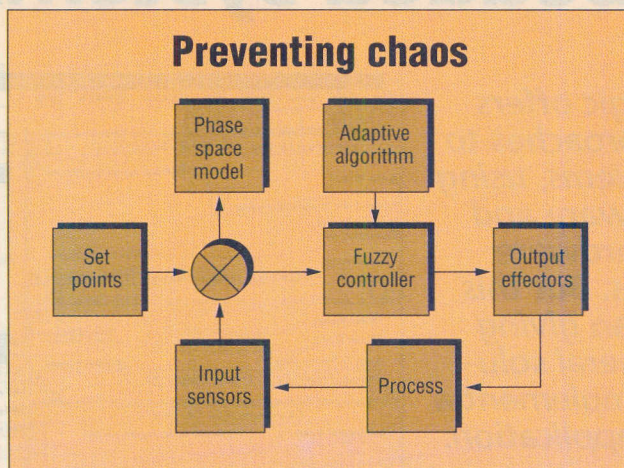 Preventing chaos
Phase
space
model
Adaptive
algorithm
Set
points
Fuzzy
controller
Output
effectors
Input
sensors
Process